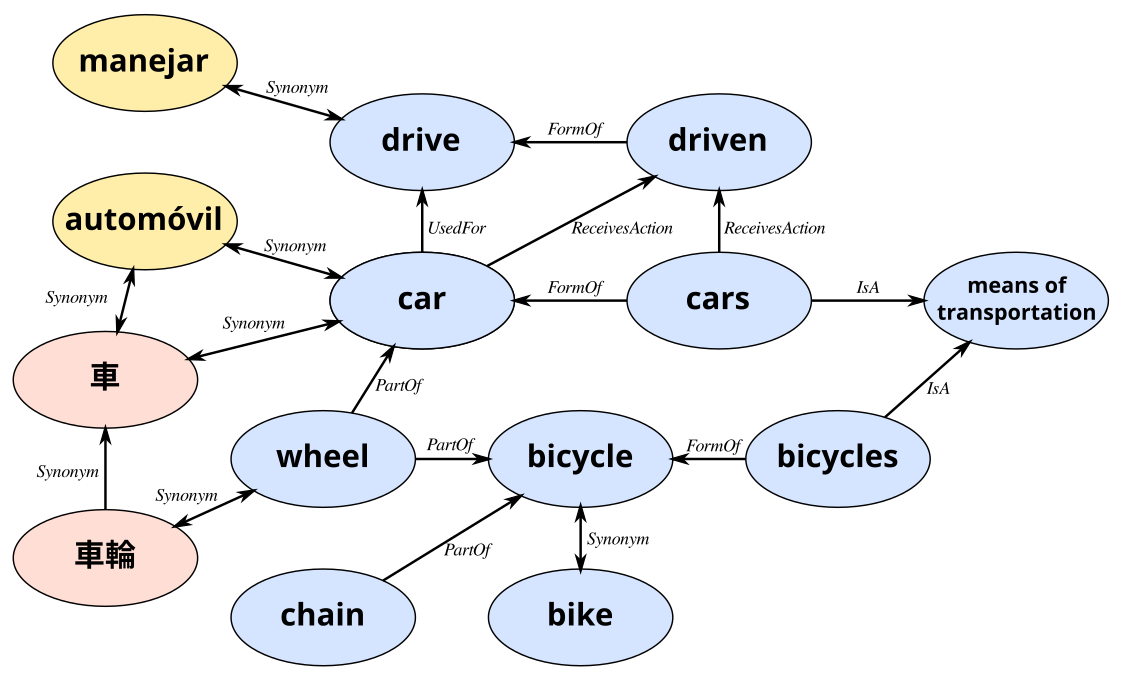 manejar
Synonym
drive
FormOf
driven
automóvil
Synonym
UsedFor
ReceivesAction
ReceivesAction
Synonym
car
FormOf
cars
IsA
means of
transportation
Synonym
車
PartOf
IsA
Synonym
wheel
PartOf
bicycle
FormOf
bicycles
Synonym
車輪
PartOf
Synonym
chain
bike